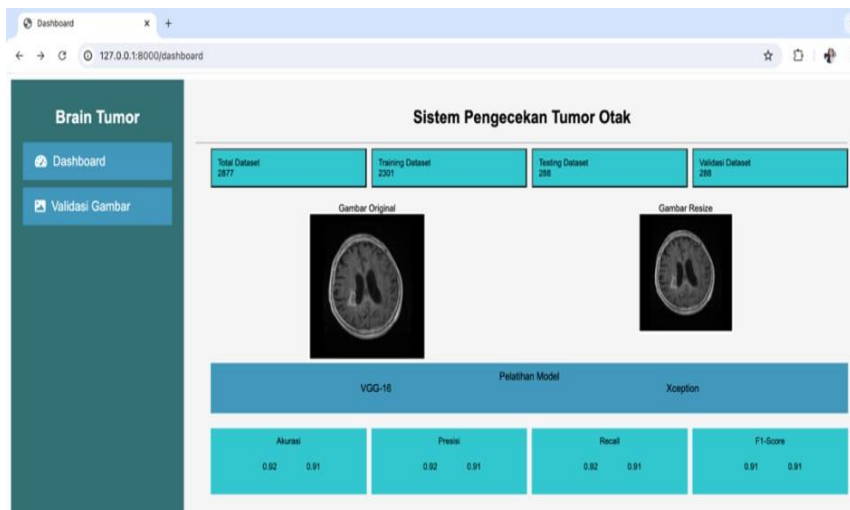 Dashboard
127.0.0.1:8000/dashboard
Brain Tumor
Dashboard
Validasi Gambar
Sistem Pengecekan Tumor Otak
Total Dataset
2877
Training Dataset
2301
Testing Dataset
288
Validasi Dataset
288
Gambar Original
Gambar Resize
Pelatihan Model
VGG-16
Xception
Akurasi
0.92 0.91
Presisi
0.92 0.91
Recall
0.92 0.91
F1-Score
0.91 0.91